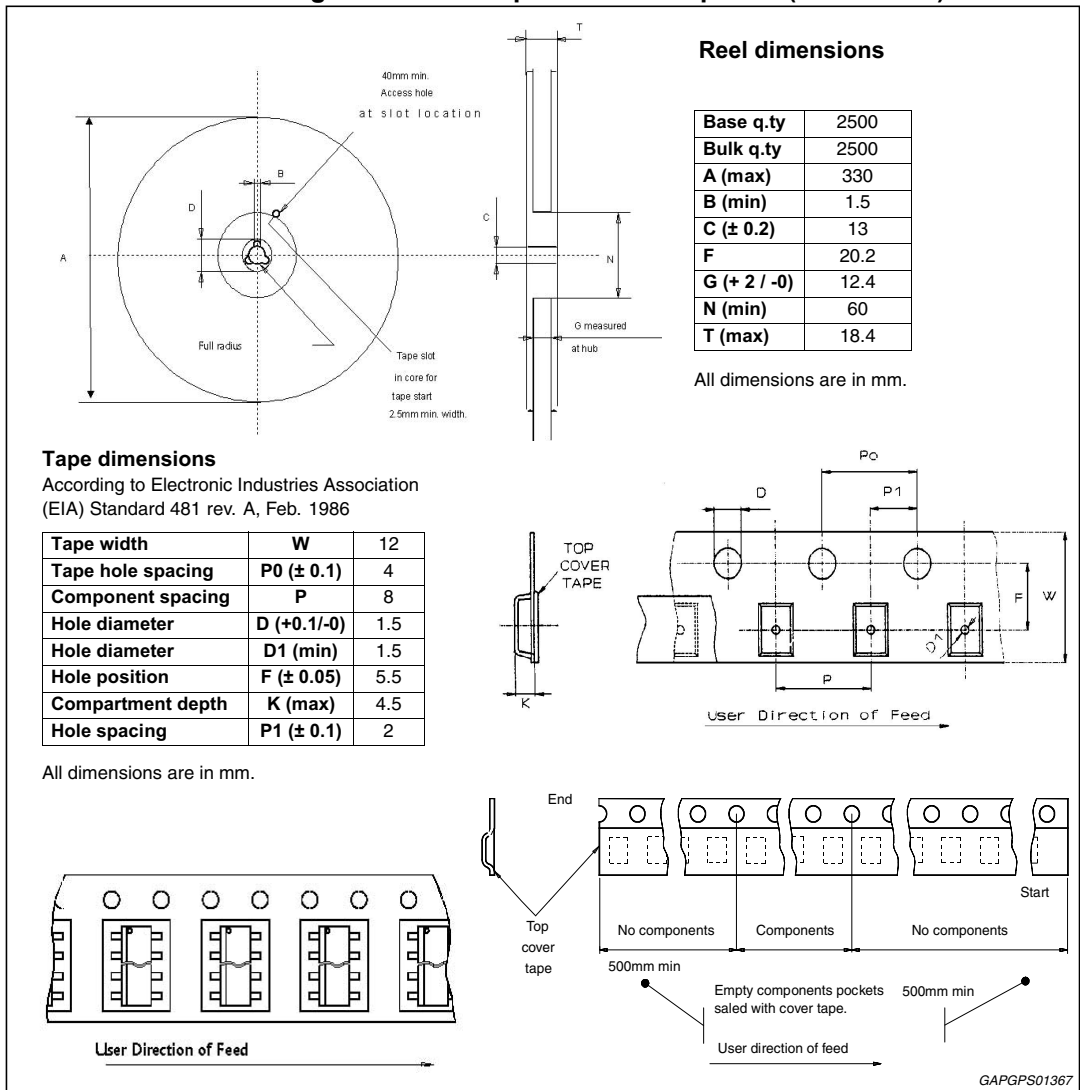 T
40mm min.
Access hole
at slot location
B
D
C
A
N
G measured
at hub
Full radius
Tape slot
in core for
tape start
2.5mm min. width.
Reel dimensions
Base q.ty 2500
Bulk q.ty 2500
A (max) 330
B (min) 1.5
C (± 0.2) 13
F 20.2
G (+ 2 / -0) 12.4
N (min) 60
T (max) 18.4
All dimensions are in mm.
Tape dimensions
According to Electronic Industries Association
(EIA) Standard 481 rev. A, Feb. 1986
Tape width W 12
Tape hole spacing P0 (± 0.1) 4
Component spacing P 8
Hole diameter D (+0.1/-0) 1.5
Hole diameter D1 (min) 1.5
Hole position F (± 0.05) 5.5
Compartment depth K (max) 4.5
Hole spacing P1 (± 0.1) 2
All dimensions are in mm.
TOP
COVER
TAPE
K
Po
D
P1
F
W
P
User Direction of Feed
End
Start
Top
cover
tape
No components
Components
No components
500mm min
Empty components pockets
saled with cover tape.
500mm min
User direction of feed
User Direction of Feed
GAPGPS01367